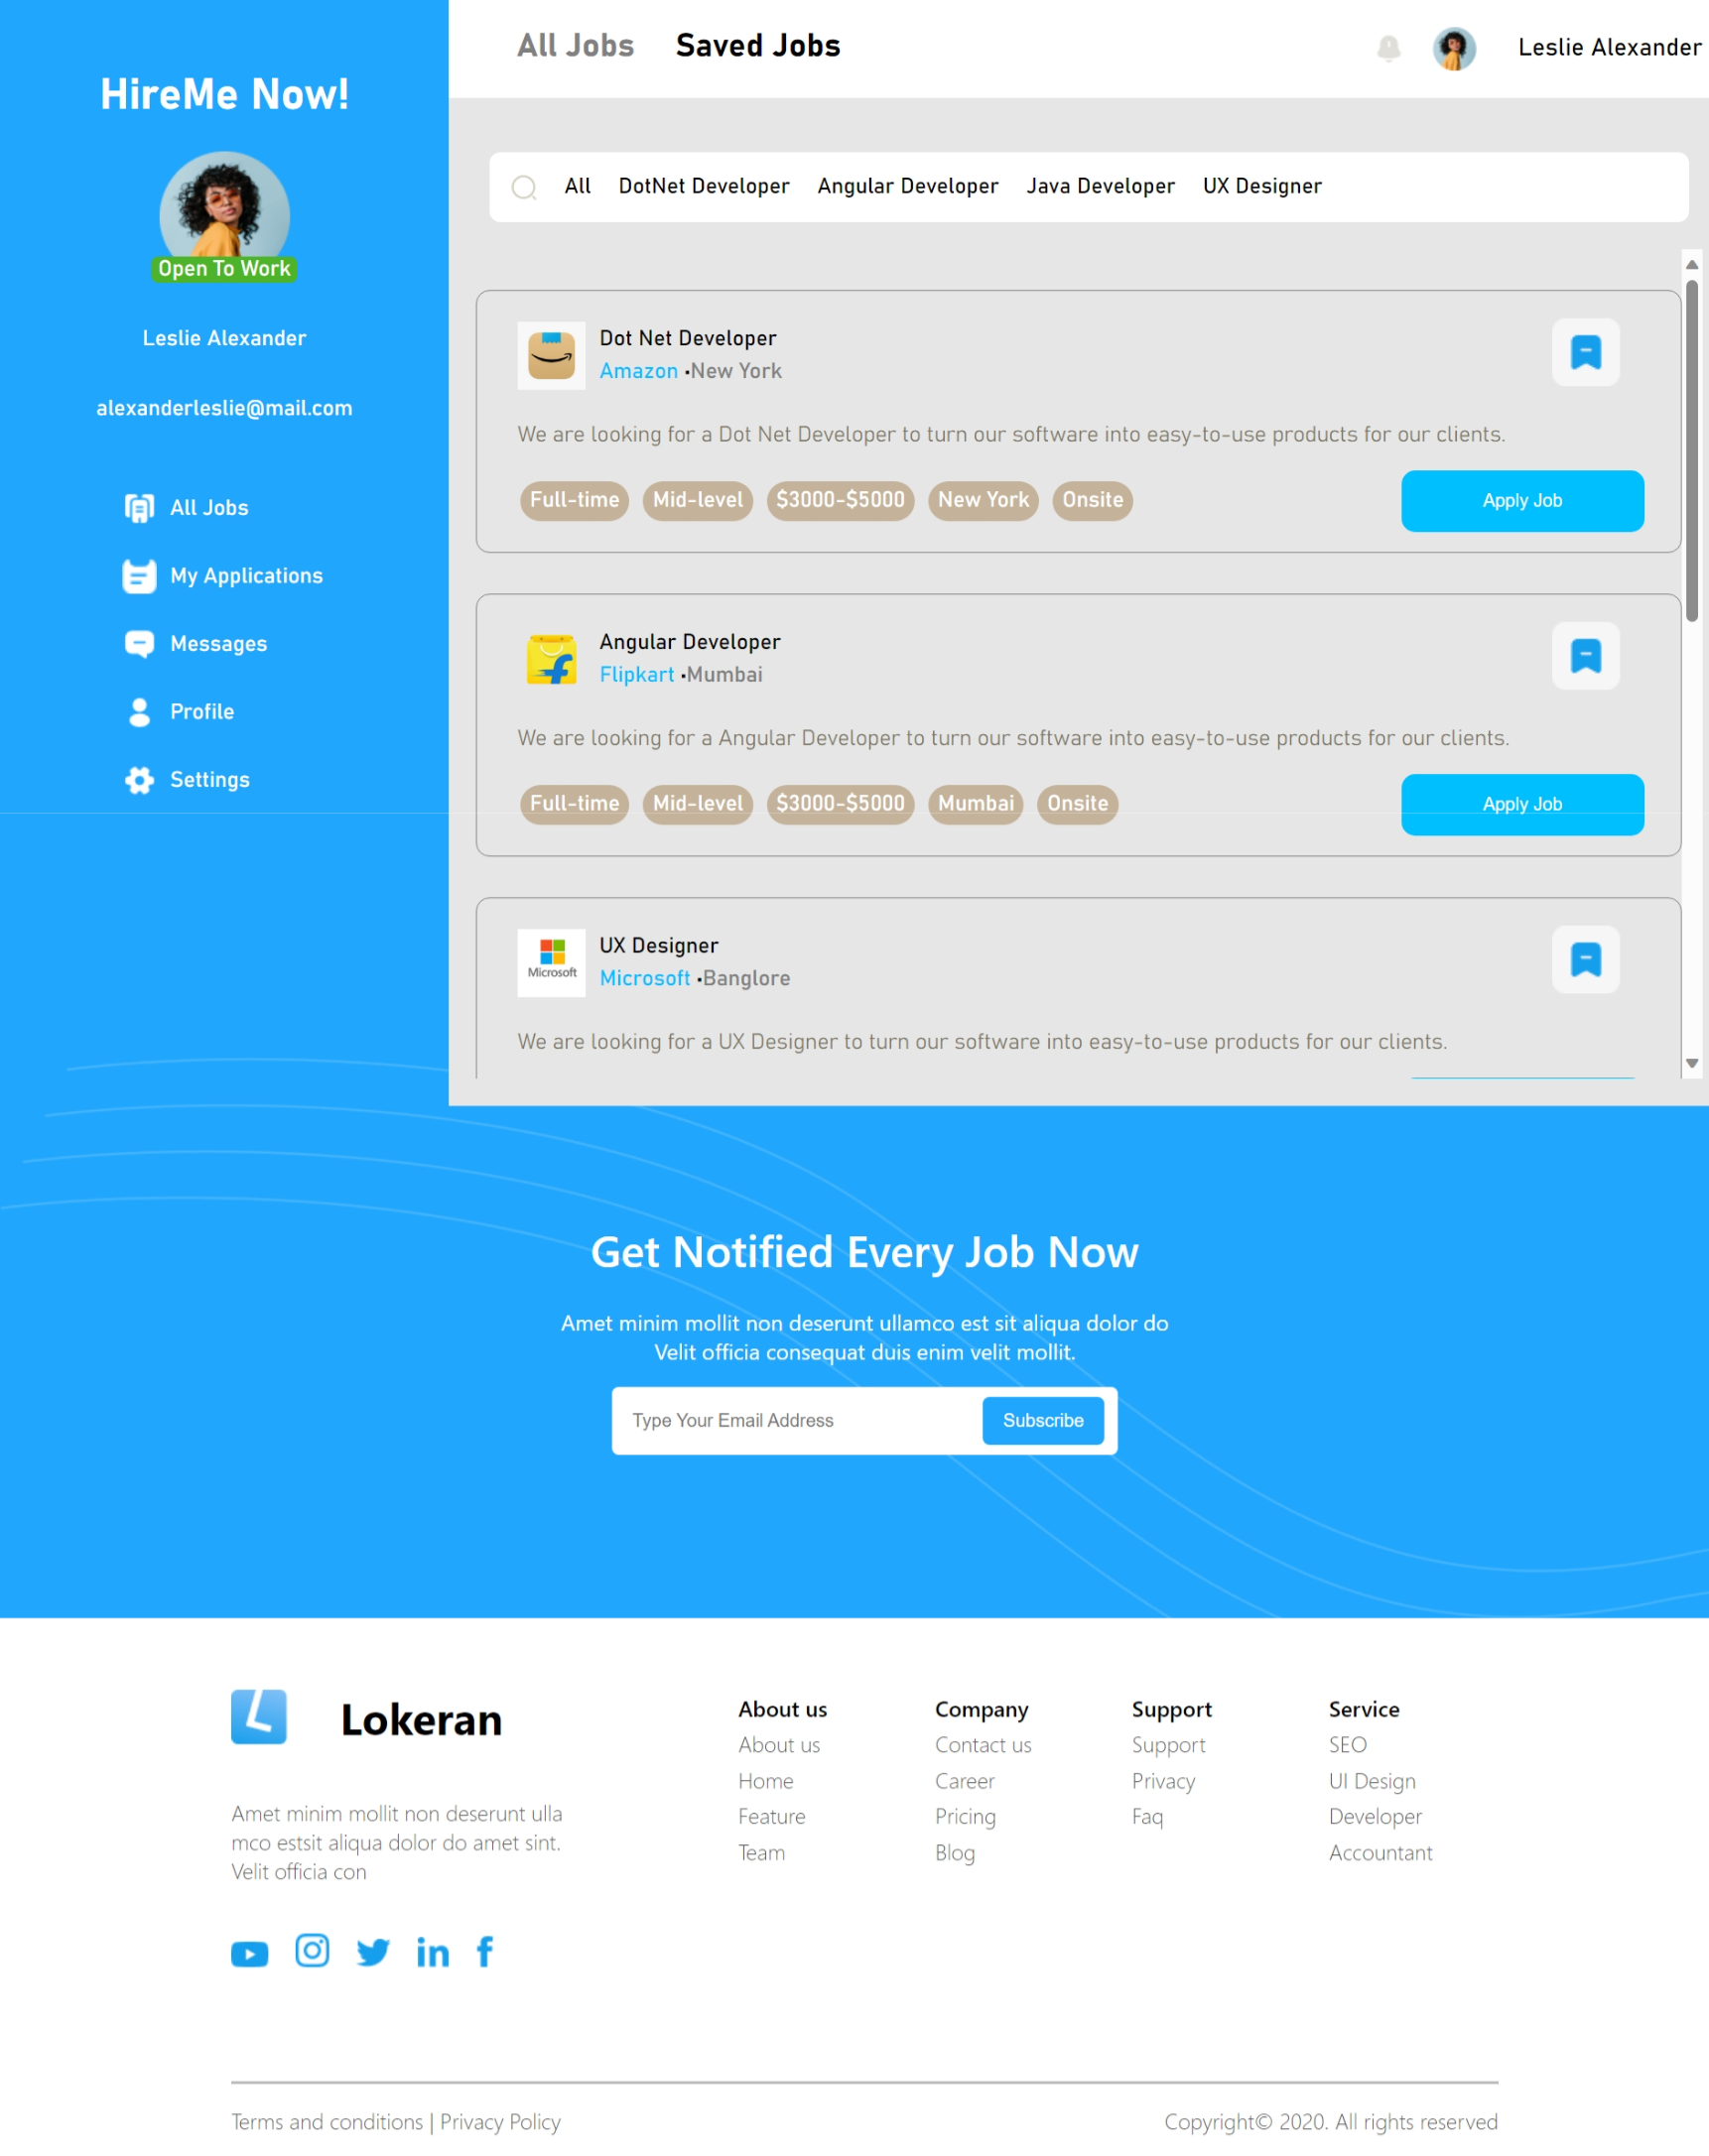 HireMe Now!
Open To Work
Leslie Alexander
alexanderleslie@mail.com
All Jobs
My Applications
Messages
Profile
Settings
All Jobs Saved Jobs
Leslie Alexander
All DotNet Developer Angular Developer Java Developer UX Designer
Dot Net Developer
Amazon •New York
We are looking for a Dot Net Developer to turn our software into easy-to-use products for our clients.
Full-time Mid-level $3000-$5000 New York Onsite
Apply Job
Angular Developer
Flipkart •Mumbai
We are looking for a Angular Developer to turn our software into easy-to-use products for our clients.
Full-time Mid-level $3000-$5000 Mumbai Onsite
Apply Job
Microsoft
UX Designer
Microsoft •Banglore
We are looking for a UX Designer to turn our software into easy-to-use products for our clients.
Get Notified Every Job Now
Amet minim mollit non deserunt ullamco est sit aliqua dolor do
Velit officia consequat duis enim velit mollit.
Type Your Email Address
Subscribe
Lokeran
Amet minim mollit non deserunt ulla
mco estsit aliqua dolor do amet sint.
Velit officia con
About us
About us
Home
Feature
Team
Company
Contact us
Career
Pricing
Blog
Support
Support
Privacy
Faq
Service
SEO
UI Design
Developer
Accountant
Terms and conditions | Privacy Policy
Copyright© 2020. All rights reserved